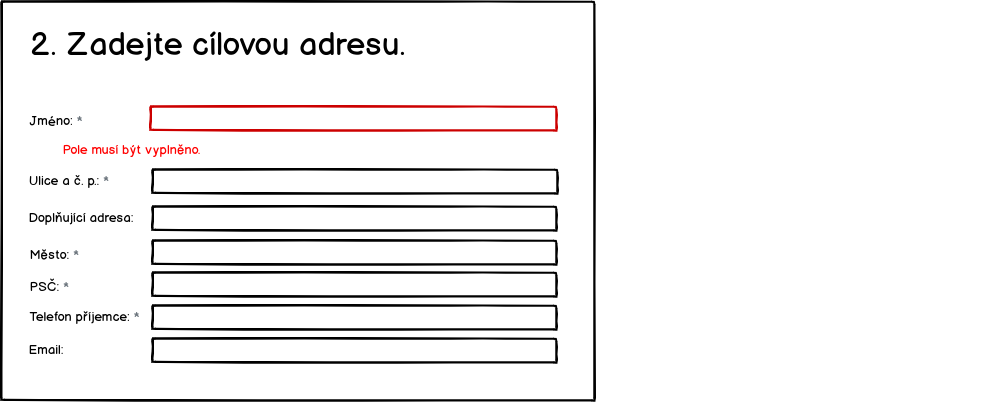 2. Zadejte cílovou adresu.
Jméno: *
Pole musí být vyplněno.
Ulice a č. p.: *
Doplňující adresa:
Město: *
PSČ: *
Telefon příjemce: *
Email: